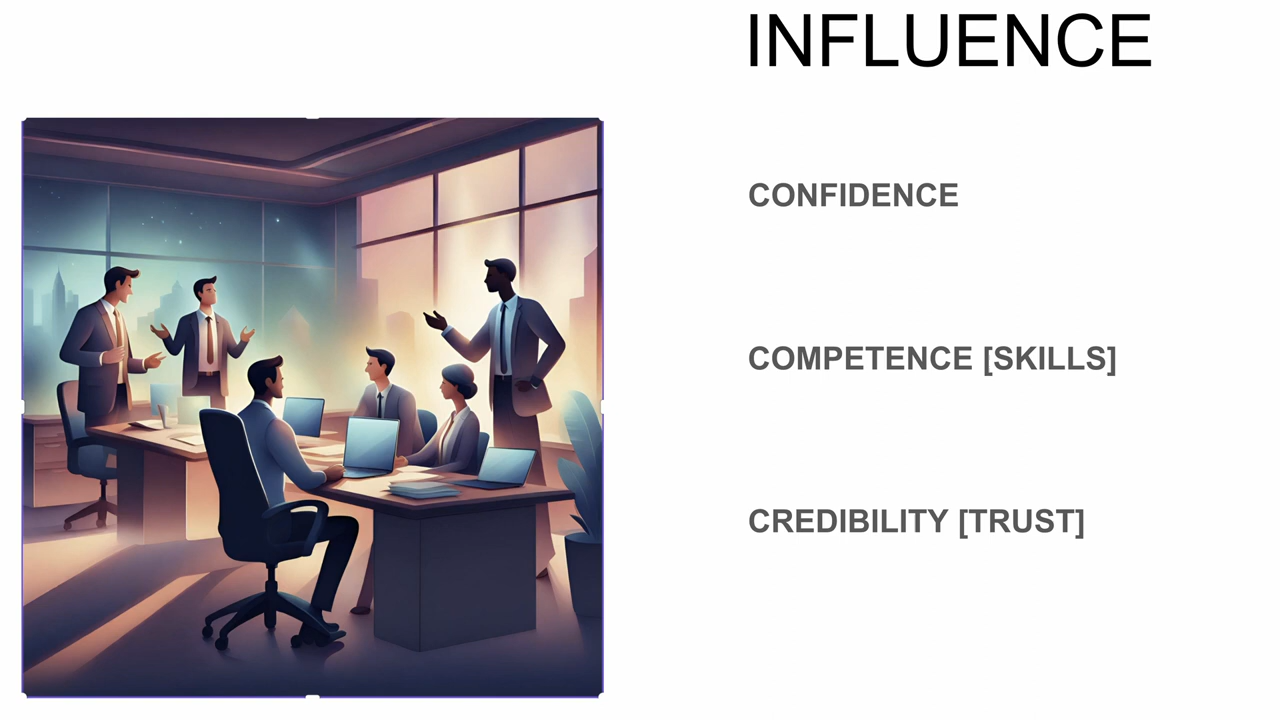 INFLUENCE
CONFIDENCE
COMPETENCE [SKILLS]
CREDIBILITY [TRUST]